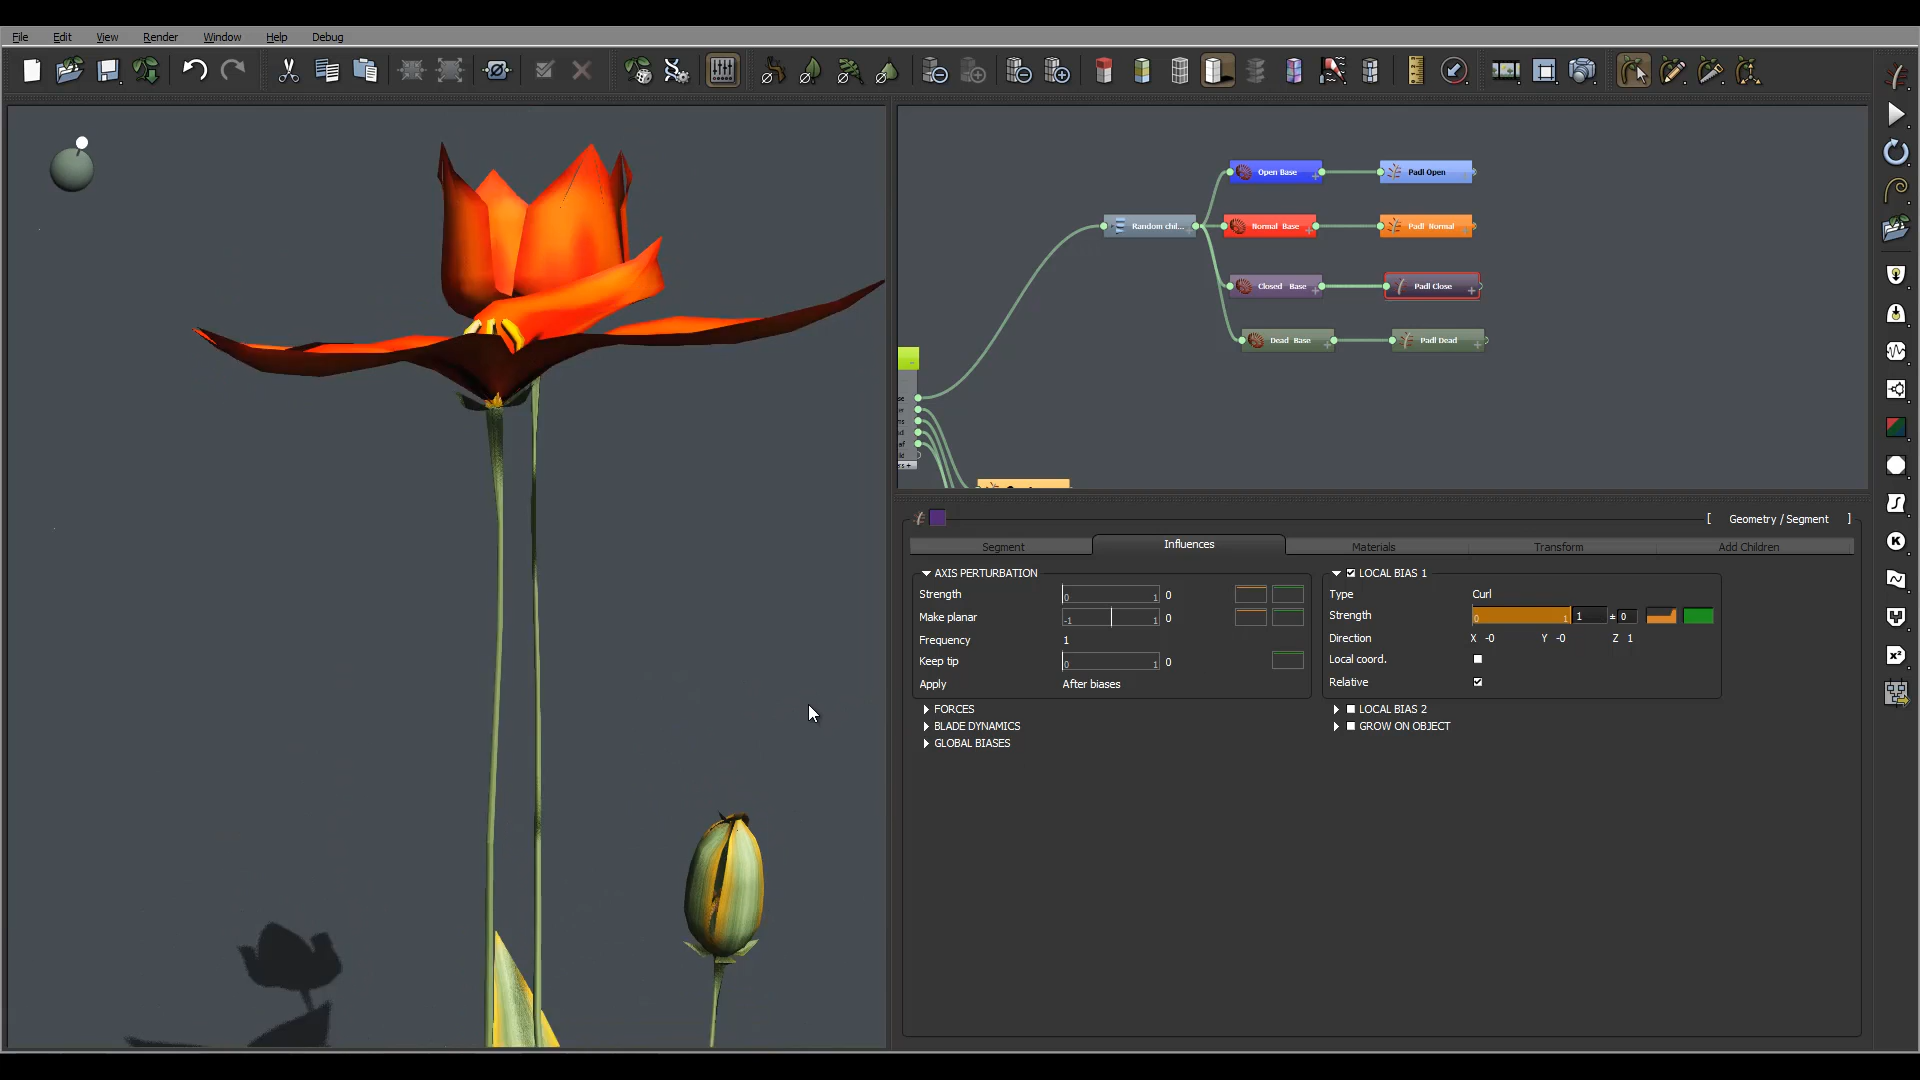 File Edit View Render Window Help Debug
Open Base
Padl Open
Random chil...
Normal Base
Padl Normal
Closed Base
Padl Close
Dead Base
Padl Dead
[ Geometry / Segment ]
Segment Influences Materials Transform Add Children
AXIS PERTURBATION
Strength 0 1 0
Make planar -1 1 0
Frequency 1
Keep tip 0 1 0
Apply After biases
FORCES
BLADE DYNAMICS
GLOBAL BIASES
LOCAL BIAS 1
Type Curl
Strength 0 1 1 ± 0
Direction X -0 Y -0 Z 1
Local coord.
Relative
LOCAL BIAS 2
GROW ON OBJECT
K
x²